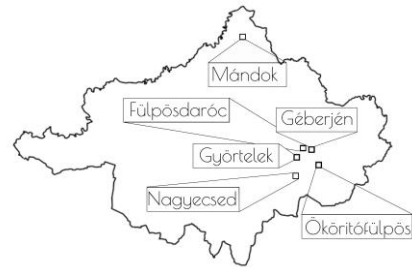 Mándok
Fülpösdaróc
Géberjén
Győrtelek
Nagyecsed
Ököritófülpös